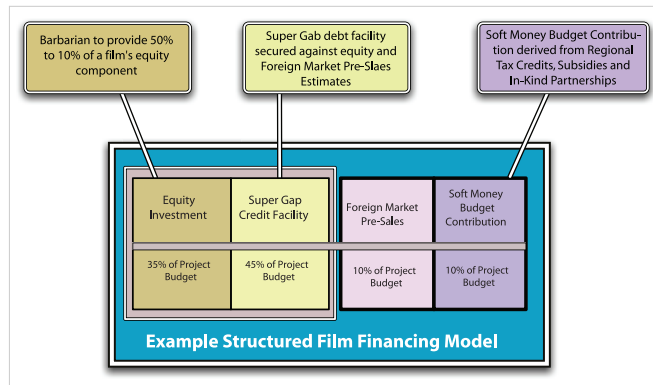 Barbarian to provide 50%
to 10% of a film's equity
component
Super Gab debt facility
secured against equity and
Foreign Market Pre-Slaes
Estimates
Soft Money Budget Contribu-
tion derived from Regional
Tax Credits, Subsidies and
In-Kind Partnerships
Equity
Investment
Super Gap
Credit Facility
Foreign Market
Pre-Sales
Soft Money
Budget
Contribution
35% of Project
Budget
45% of Project
Budget
10% of Project
Budget
10% of Project
Budget
Example Structured Film Financing Model